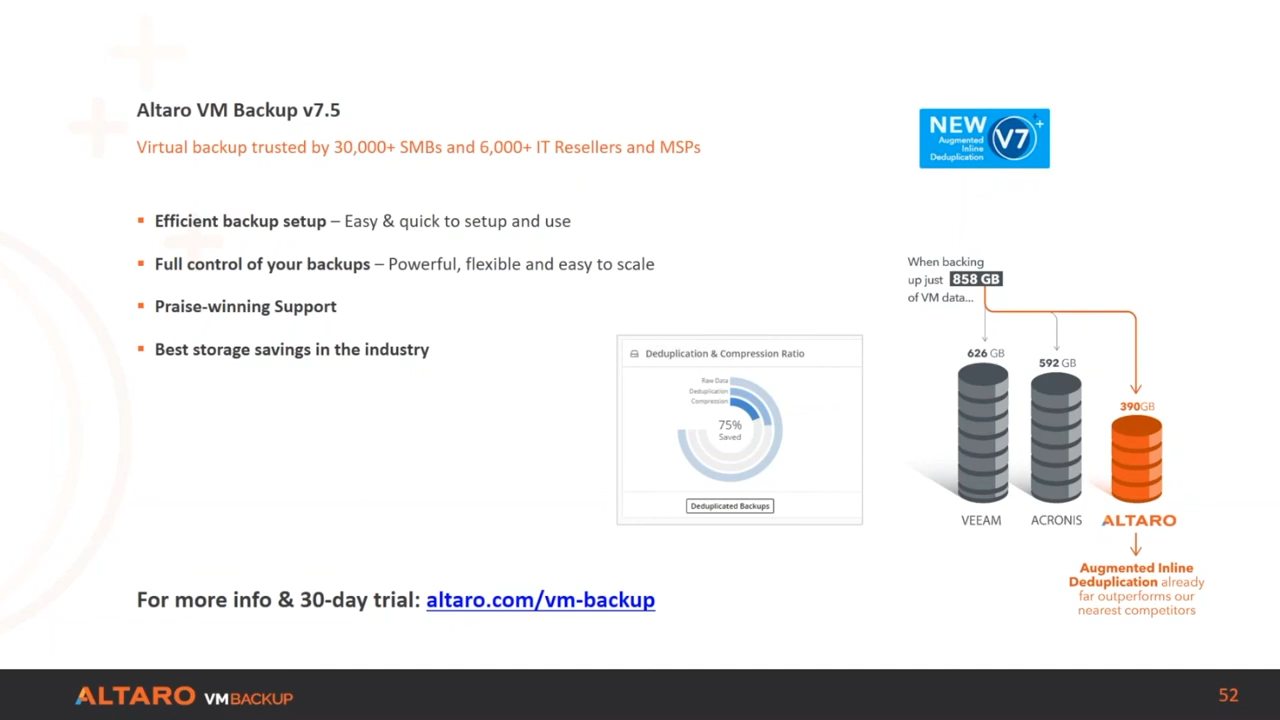 Altaro VM Backup v7.5
Virtual backup trusted by 30,000+ SMBs and 6,000+ IT Resellers and MSPs
▪ Efficient backup setup – Easy & quick to setup and use
▪ Full control of your backups – Powerful, flexible and easy to scale
▪ Praise-winning Support
▪ Best storage savings in the industry
Deduplication & Compression Ratio
Raw Data
Deduplication
Compression
75%
Saved
Deduplicated Backups
NEW
Augmented
Inline
Deduplication
V7
When backing
up just 858 GB
of VM data...
626 GB
592 GB
390GB
VEEAM
ACRONIS
ALTARO
Augmented Inline
Deduplication already
far outperforms our
nearest competitors
For more info & 30-day trial: altaro.com/vm-backup
ALTARO VMBACKUP
52